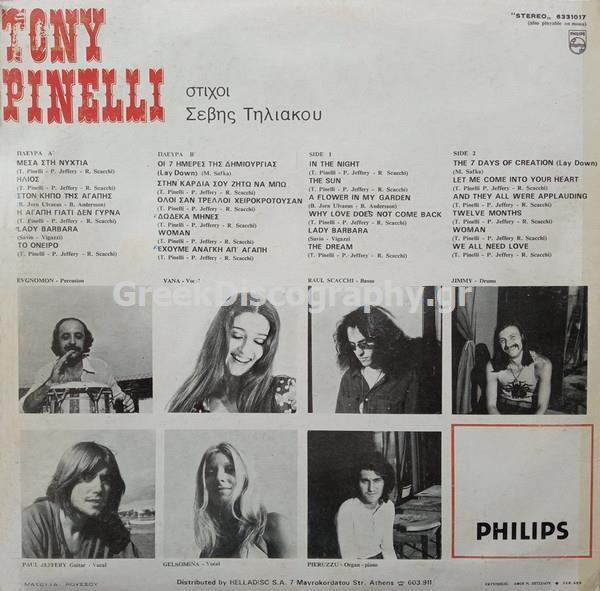 TONY
PINELLI
στιχοι
Σεβης Τηλιακου
"STEREO„ 6331017
(also playable on mono)
PHILIPS
ΠΛΕΥΡΑ Α'
ΜΕΣΑ ΣΤΗ ΝΥΧΤΙΑ
(T. Pinelli - P. Jeffery - R. Scacchi)
ΗΛΙΟΣ
(T. Pinelli - P. Jeffery - R. Scacchi)
ΣΤΟΝ ΚΗΠΟ ΤΗΣ ΑΓΑΠΗΣ
(B. Jorn Ulvaeus - B. Andersson)
Η ΑΓΑΠΗ ΓΙΑΤΙ ΔΕΝ ΓΥΡΝΑ
(T. Pinelli - P. Jeffery - R. Scacchi)
LADY BARBARA
(Savio - Vigazzi)
ΤΟ ΟΝΕΙΡΟ
(T. Pinelli - P. Jeffery - R. Scacchi)
ΠΛΕΥΡΑ Β'
ΟΙ 7 ΗΜΕΡΕΣ ΤΗΣ ΔΗΜΙΟΥΡΓΙΑΣ
(Lay Down) (M. Safka)
ΣΤΗΝ ΚΑΡΔΙΑ ΣΟΥ ΖΗΤΩ ΝΑ ΜΠΩ
(T. Pinelli - P. Jeffery - R. Scacchi)
ΟΛΟΙ ΣΑΝ ΤΡΕΛΛΟΙ ΧΕΙΡΟΚΡΟΤΟΥΣΑΝ
(T. Pinelli - P. Jeffery - R. Scacchi)
ΔΩΔΕΚΑ ΜΗΝΕΣ
(T. Pinelli - P. Jeffery - R. Scacchi)
WOMAN
(T. Pinelli - P. Jeffery - R. Scacchi)
ΕΧΟΥΜΕ ΑΝΑΓΚΗ ΑΠ' ΑΓΑΠΗ
(T. Pinelli - P. Jeffery - R. Scacchi)
SIDE 1
IN THE NIGHT
(T. Pinelli - P. Jeffery - R. Scacchi)
THE SUN
(T. Pinelli - P. Jeffery - R. Scacchi)
A FLOWER IN MY GARDEN
(B. Jorn Ulvaeus - B. Andersson)
WHY LOVE DOES NOT COME BACK
(T. Pinelli - P. Jeffery - R. Scacchi)
LADY BARBARA
(Savio - Vigazzi)
THE DREAM
(T. Pinelli - P. Jeffery - R. Scacchi)
SIDE 2
THE 7 DAYS OF CREATION (Lay Down)
(M. Safka)
LET ME COME INTO YOUR HEART
(T. Pinelli P. Jeffery - R. Scacchi)
AND THEY ALL WERE APPLAUDING
(T. Pinelli - P. Jeffery - R. Scacchi)
TWELVE MONTHS
(T. Pinelli - P. Jeffery - R. Scacchi)
WOMAN
(T. Pinelli - P. Jeffery - R. Scacchi)
WE ALL NEED LOVE
(T. Pinelli - P. Jeffery - R. Scacchi)
EVGNOMON - Percusion
VANA - Vocal
RAUL SCACCHI - Basso
JIMMY - Drums
GreekDiscography.gr
PAUL JEFFERY Guitar - Vocal
GELSOMINA - Vocal
PIERUZZU - Organ - piano
PHILIPS
ΜΑΤΟΥΛΑ ΡΟΥΣΣΟΥ
Distributed by HELLADISC S.A. 7 Mavrokordatou Str. Athens ☎ 603.911